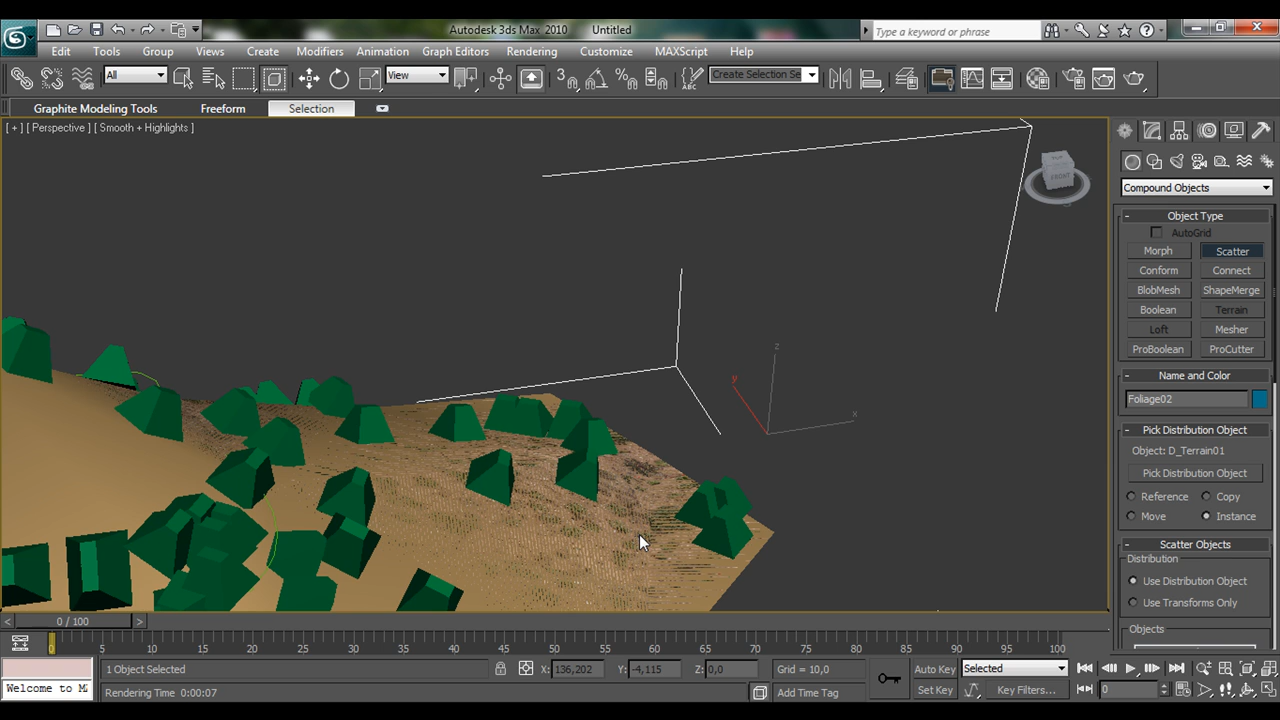 Autodesk 3ds Max 2010 Untitled
Type a keyword or phrase
Edit Tools Group Views Create Modifiers Animation Graph Editors Rendering Customize MAXScript Help
All View Create Selection Se
Graphite Modeling Tools Freeform Selection
[ + ] [ Perspective ] [ Smooth + Highlights ]
FRONT
Compound Objects
- Object Type
AutoGrid
Morph Scatter
Conform Connect
BlobMesh ShapeMerge
Boolean Terrain
Loft Mesher
ProBoolean ProCutter
- Name and Color
Foliage02
- Pick Distribution Object
Object: D_Terrain01
Pick Distribution Object
Reference Copy
Move Instance
- Scatter Objects
Distribution
Use Distribution Object
Use Transforms Only
Objects
z
y
x
< 0 / 100 >
0 5 10 15 20 25 30 35 40 45 50 55 60 65 70 75 80 85 90 95 100
1 Object Selected X: 136,202 Y: -4,115 Z: 0,0 Grid = 10,0 Auto Key Selected
Welcome to M Rendering Time 0:00:07 Add Time Tag Set Key Key Filters... 0